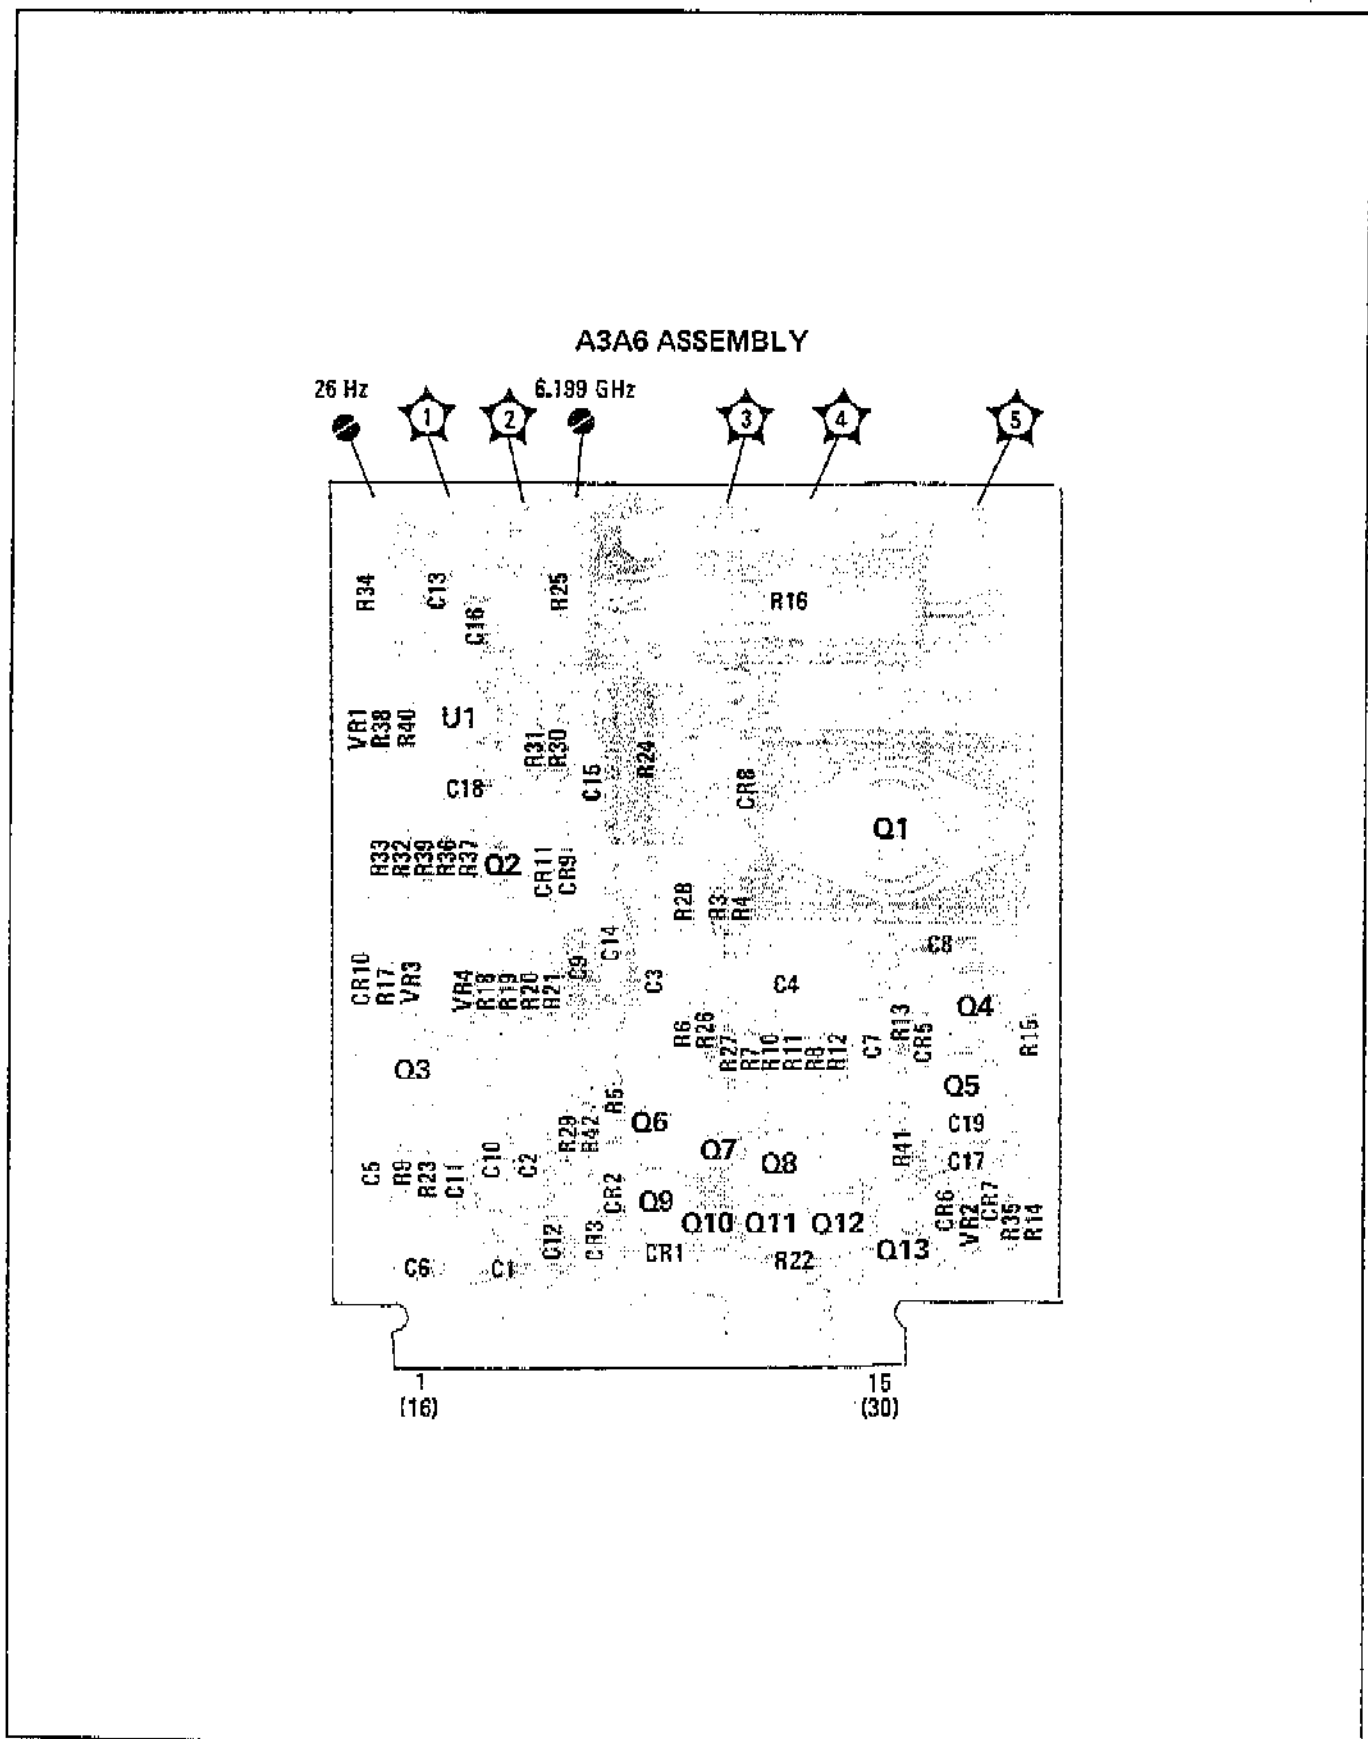 A3A6 ASSEMBLY
26 Hz
1
2
6.199 GHz
3
4
5
R34
C13
C16
R25
R16
VR1
R38
R40
U1
R31
R30
C15
R24
CR8
C18
Q1
R33
R32
R39
R36
R37
Q2
CR11
CR9
R28
R3
R4
C8
CR10
R17
VR3
VR4
R18
R19
R20
R21
C9
C14
C3
C4
Q4
R6
R26
R27
R7
R10
R11
R8
R12
C7
R13
CR5
R15
Q3
Q5
R5
Q6
C19
R29
R42
Q7
Q8
R41
C17
C5
R9
R23
C11
C10
C2
CR2
Q9
Q10
Q11
Q12
CR6
VR2
CR7
R35
R14
C12
CR3
CR1
R22
Q13
C6
C1
1
(16)
15
(30)